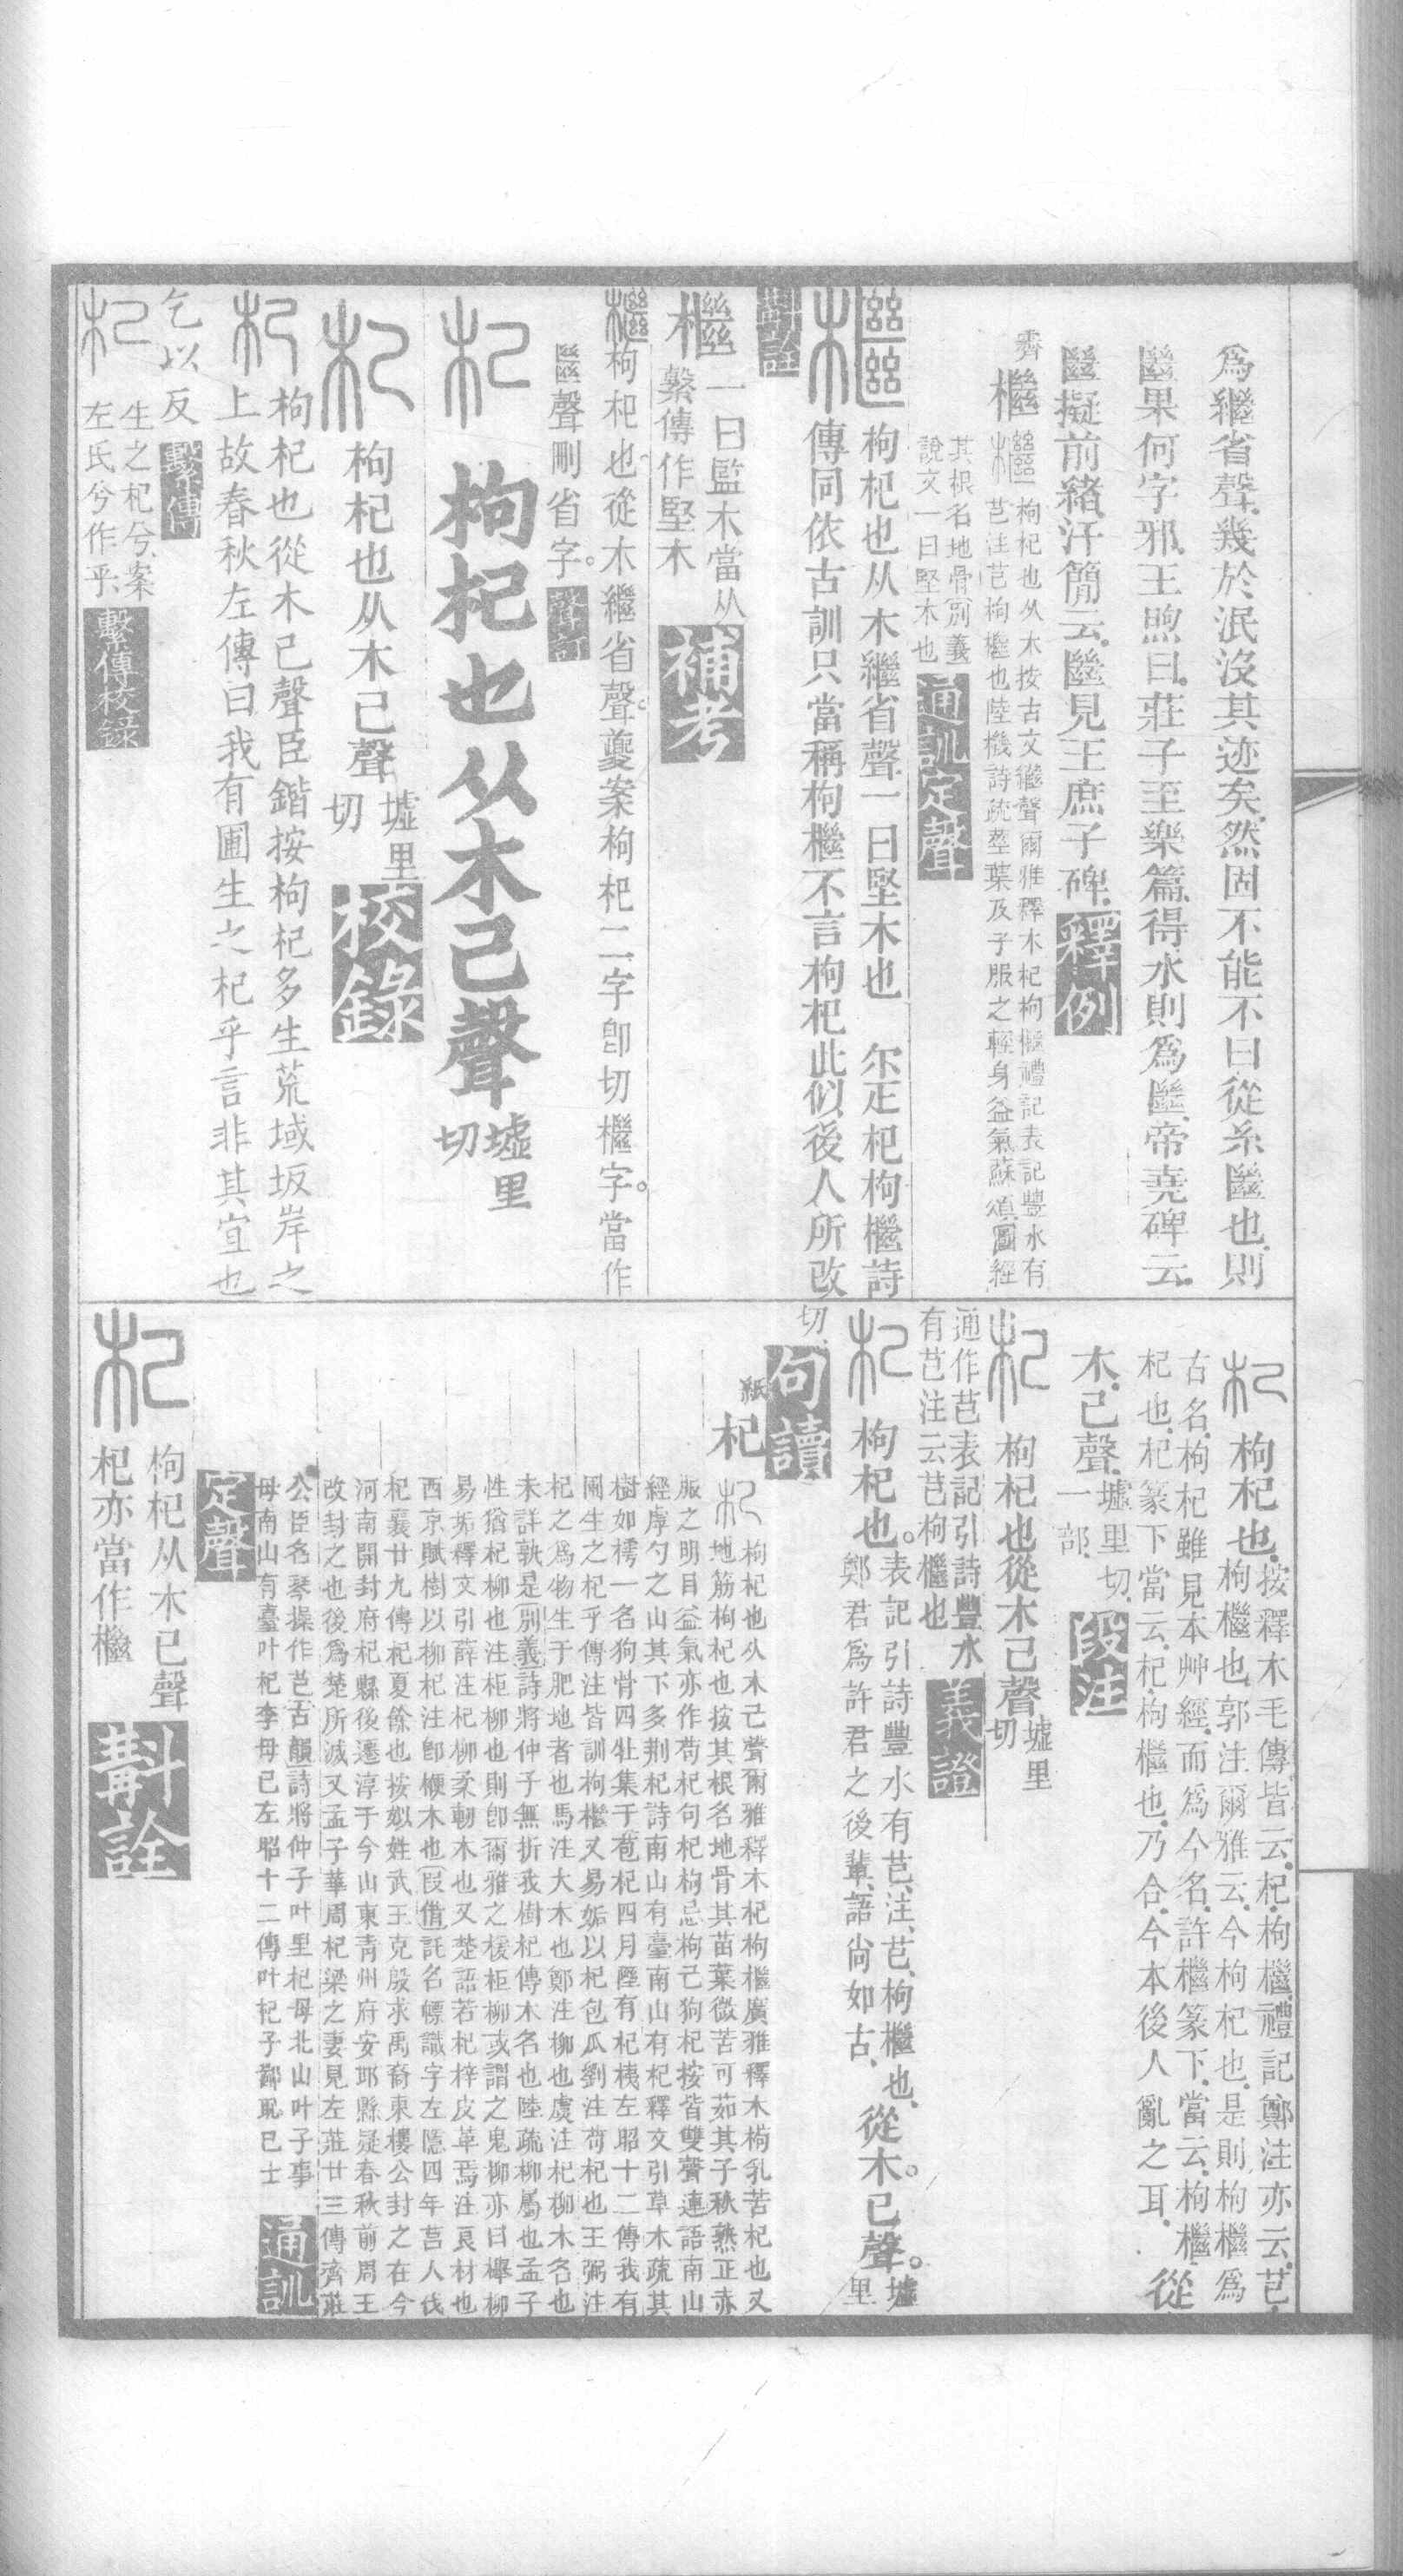 爲繼省聲幾於泯沒其迹矣然固不能不曰從糸㡭也則
㡭果何字邪王煦曰莊子至樂篇得水則爲㡭帝堯碑云
㡭擬前緒汗簡云㡭見王庶子碑釋例
齊檵
枸杞也从木按古文繼聲爾雅釋木杞枸檵禮記表記豐水有
芑注芑枸檵也陸機詩疏莖葉及子服之輕身益氣蘇頌圖經
其根名地骨別義
說文一曰堅木也
通訓定聲
檵
枸杞也从木繼省聲一曰堅木也 尔疋杞枸檵詩
傳同依古訓只當稱枸檵不言枸杞此似後人所改
斠詮
檵
一曰監木當从
繫傳作堅木
補考
檵枸杞也從木繼省聲夔案枸杞二字卽切檵字當作
㡭聲刪省字聲訂
杞
枸杞也从木己聲墟里
切
杞
枸杞也从木己聲墟里
切
校錄
杞
枸杞也從木己聲臣鍇按枸杞多生荒域坂岸之
上故春秋左傳曰我有圃生之杞乎言非其宜也
乞以反繫傳
杞
生之杞兮案
左氏兮作乎
繫傳校錄
杞
枸杞也按釋木毛傳皆云杞枸檵禮記鄭注亦云芑
枸檵也郭注爾雅云今枸杞也是則枸檵爲
古名枸杞雖見本艸經而爲今名許檵篆下當云枸檵
杞也杞篆下當云杞枸檵也乃合今本後人亂之耳從
木己聲墟里切
一部
段注
杞
枸杞也從木己聲墟里
切
通作芑表記引詩豐水
有芑注云芑枸檵也
義證
杞
枸杞也表記引詩豐水有芑注芑枸檵也
鄭君爲許君之後輩語尚如古
從木己聲墟
里
切
句讀
紙杞
杞
枸杞也从木己聲爾雅釋木杞枸檵廣雅釋木枸乳苦杞也又
地筋枸杞也按其根名地骨其苗葉微苦可茹其子秋熟正赤
服之明目益氣亦作苟杞句杞枸忌枸己狗杞按皆雙聲連語南山
經虖勺之山其下多荆杞詩南山有臺南山有杞釋文引草木疏其
樹如樗一名狗骨四牡集于苞杞四月隰有杞桋左昭十二傳我有
圃生之杞乎傳注皆訓枸檵又易姤以杞包瓜劉注苟杞也王弼注
杞之爲物生于肥地者也馬注大木也鄭注柳也虞注杞柳木名也
未詳孰是別義詩將仲子無折我樹杞傳木名也陸疏柳屬也孟子
性猶杞柳也注柜柳也則卽爾雅之楥柜柳或謂之鬼柳亦曰櫸柳
易姤釋文引薛注杞柳柔韌木也又楚語若杞梓皮革焉注良材也
西京賦樹以柳杞注卽楩木也叚借託名幖識字左隱四年莒人伐
杞襄廿九傳杞夏餘也按姒姓武王克殷求禹裔東樓公封之在今
河南開封府杞縣後遷淳于今山東青州府安邱縣疑春秋前周王
改封之也後爲楚所滅又孟子華周杞梁之妻見左莊廿三傳齊莊
公臣名琴操作芑古韻詩將仲子叶里杞母北山叶子事
母南山有臺叶杞李母己左昭十二傳叶杞子鄙恥己士
通訓
定聲
杞
枸杞从木己聲
杞亦當作檵
斠詮